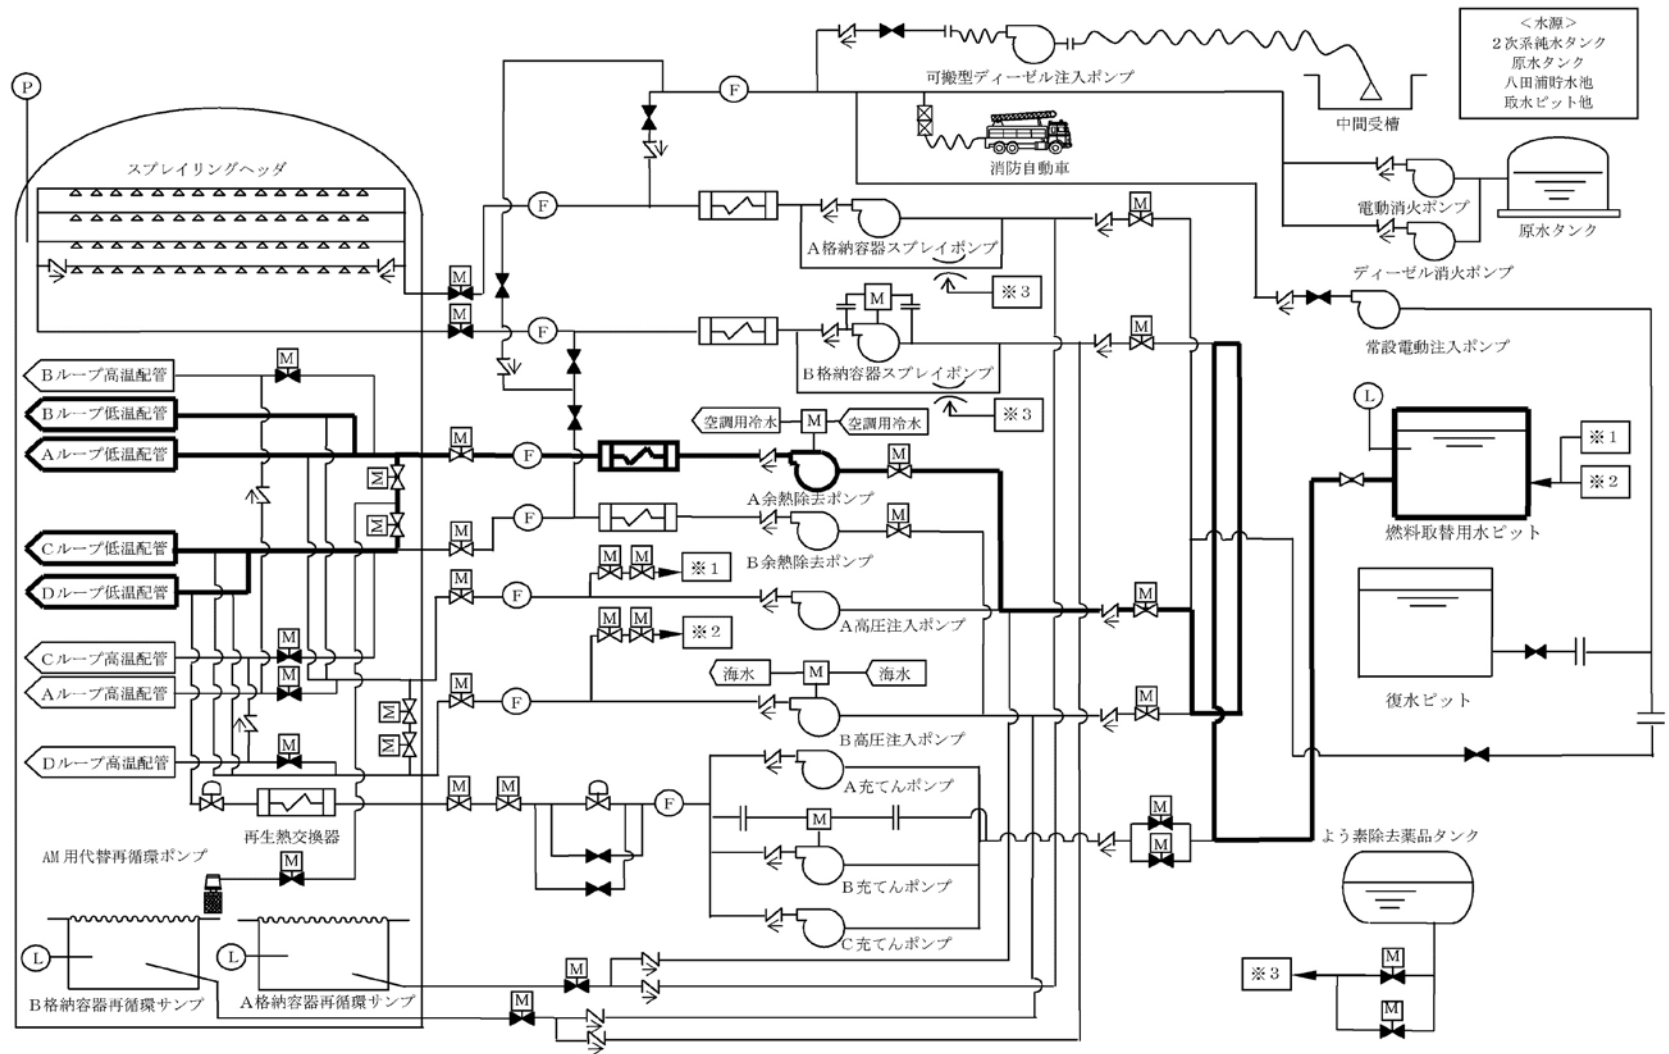 <水源>
2次系純水タンク
原水タンク
八田浦貯水池
取水ピット他
P
可搬型ディーゼル注入ポンプ
F
中間受槽
消防自動車
スプレイリングヘッダ
F
M
電動消火ポンプ
原水タンク
A格納容器スプレイポンプ
ディーゼル消火ポンプ
M
※3
M
M
F
M
常設電動注入ポンプ
M
Bループ高温配管
B格納容器スプレイポンプ
L
Bループ低温配管
※3
空調用冷水
M
空調用冷水
Aループ低温配管
M
F
M
※1
M
A余熱除去ポンプ
※2
M
F
M
燃料取替用水ピット
Cループ低温配管
M
B余熱除去ポンプ
M
M
※1
Dループ低温配管
M
F
M
A高圧注入ポンプ
M
M
※2
Cループ高温配管
M
海水
M
海水
Aループ高温配管
M
M
F
M
復水ピット
M
B高圧注入ポンプ
M
Dループ高温配管
M
A充てんポンプ
M
M
F
M
M
再生熱交換器
M
よう素除去薬品タンク
AM用代替再循環ポンプ
M
B充てんポンプ
C充てんポンプ
L
L
M
※3
M
B格納容器再循環サンプ
A格納容器再循環サンプ
M
M